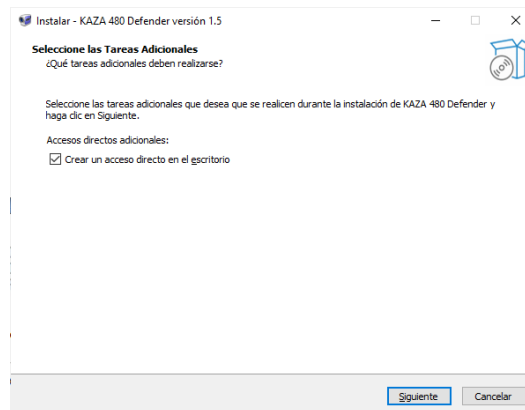 Instalar - KAZA 480 Defender versión 1.5
Seleccione las Tareas Adicionales
¿Qué tareas adicionales deben realizarse?
Seleccione las tareas adicionales que desea que se realicen durante la instalación de KAZA 480 Defender y
haga clic en Siguiente.
Accesos directos adicionales:
Crear un acceso directo en el escritorio
Siguiente
Cancelar